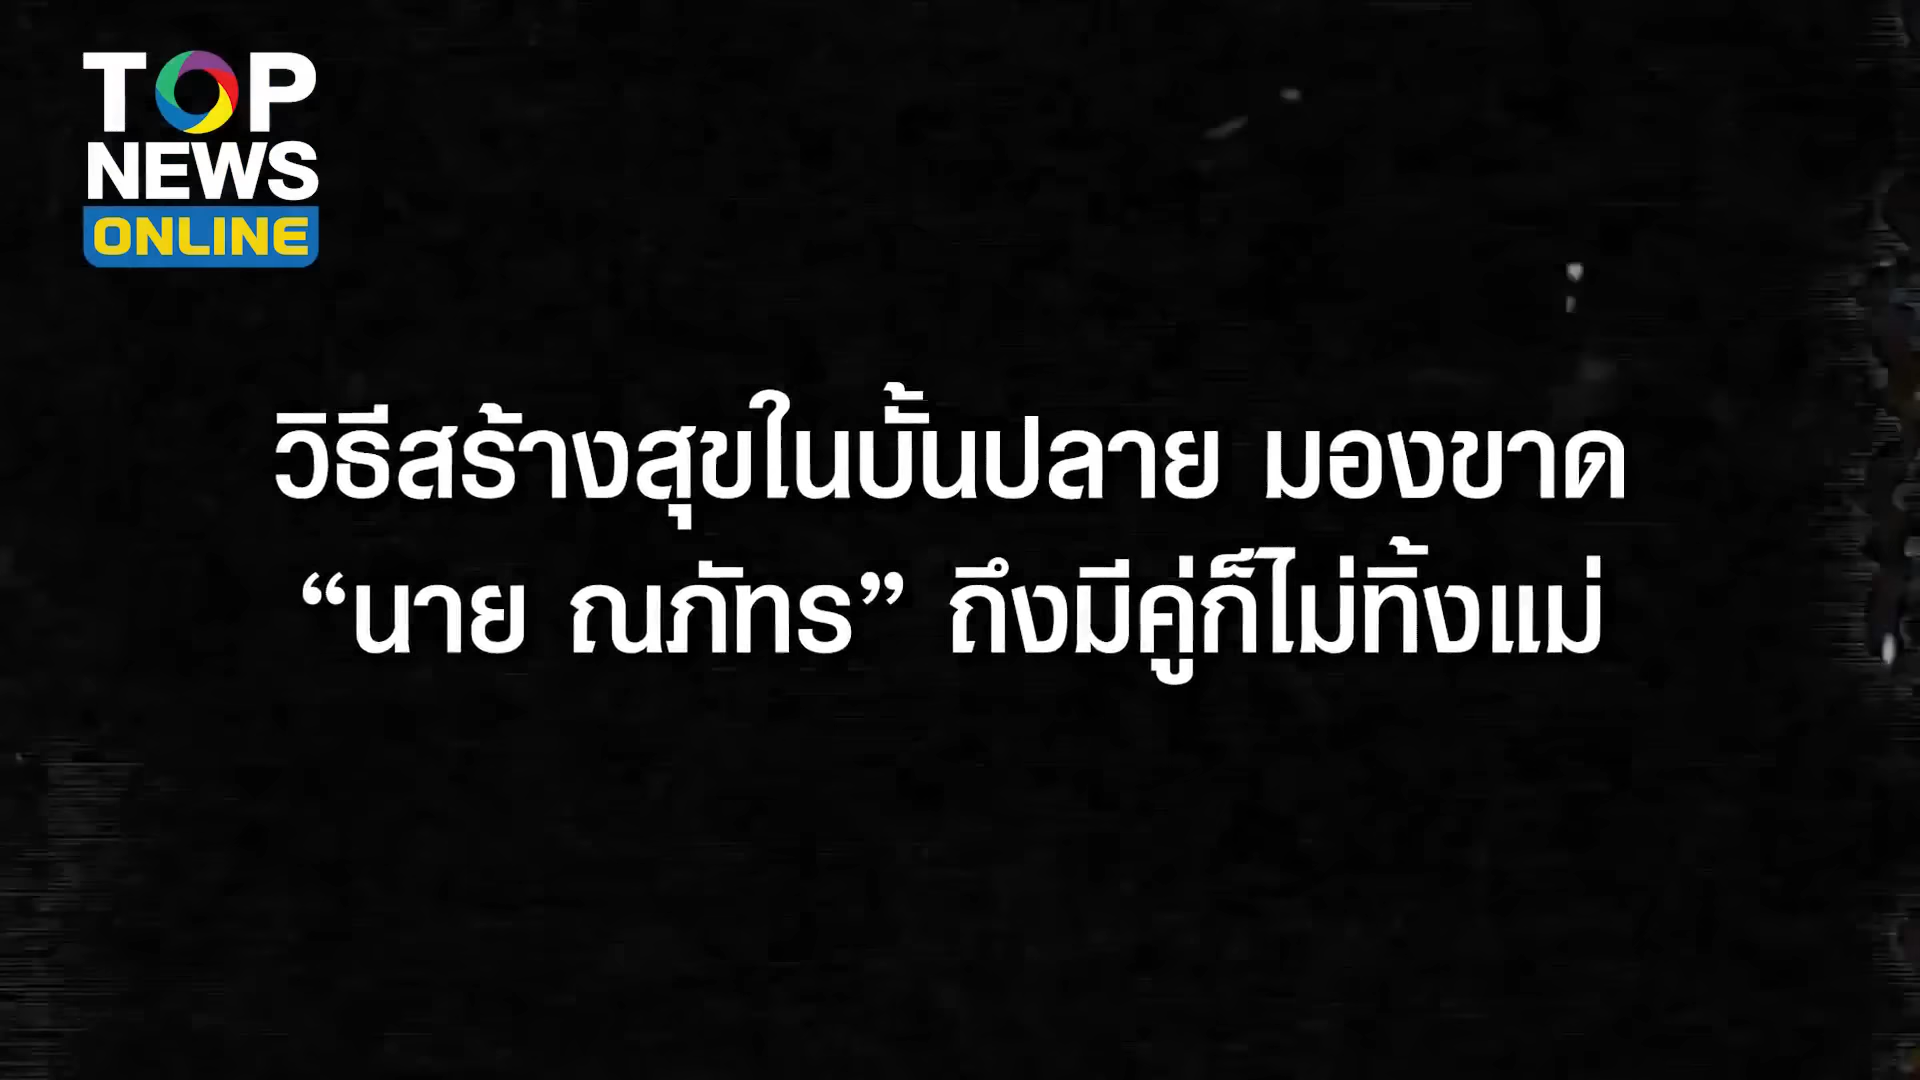 TOP
NEWS
ONLINE
วิธีสร้างสุขในบั้นปลาย มองขาด
“นาย ณภัทร” ถึงมีคู่ก็ไม่ทิ้งแม่